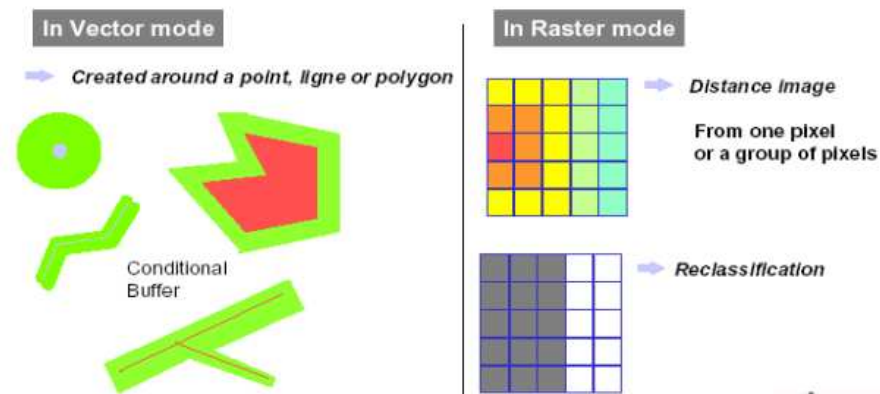 In Vector mode
Created around a point, ligne or polygon
Conditional
Buffer
In Raster mode
Distance image
From one pixel
or a group of pixels
Reclassification